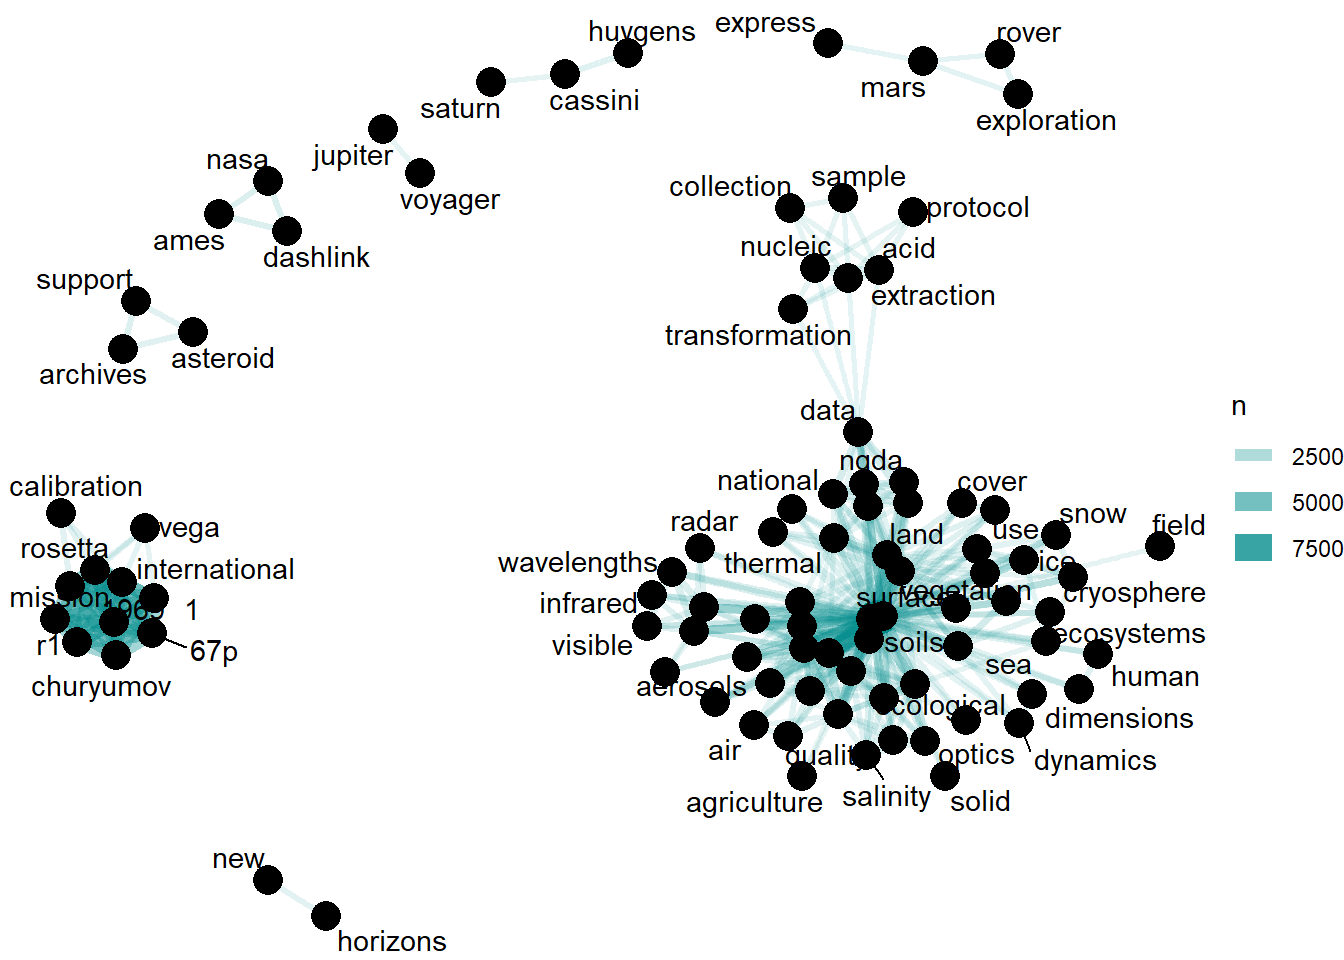 express
huygens
rover
mars
saturn
cassini
exploration
nasa
jupiter
voyager
collection
sample
protocol
ames
dashlink
nucleic
acid
support
extraction
transformation
archives
asteroid
data
n
2500
5000
7500
ngda
national
cover
calibration
vega
radar
land
use
snow
field
rosetta
international
wavelengths
thermal
ice
mission
1969
1
infrared
surface
vegetation
cryosphere
r1
67p
visible
soils
ecosystems
sea
human
churyumov
aerosols
ecological
dimensions
air
quality
optics
dynamics
agriculture
salinity
solid
new
horizons